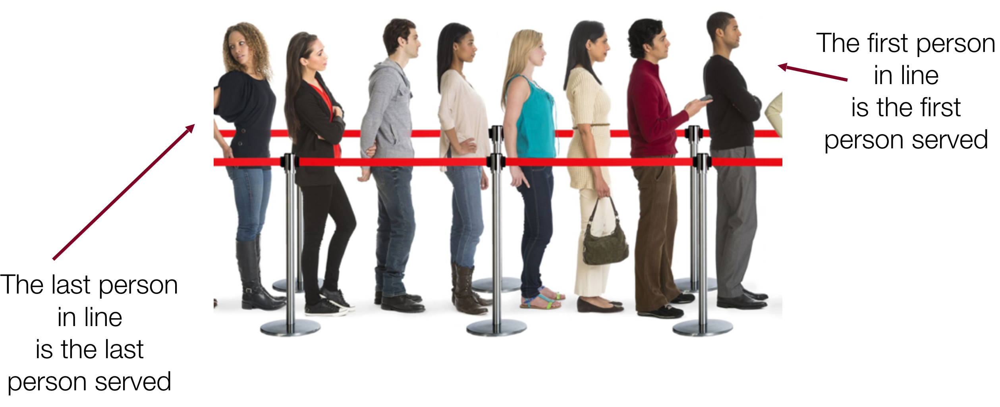 The first person
in line
is the first
person served
The last person
in line
is the last
person served